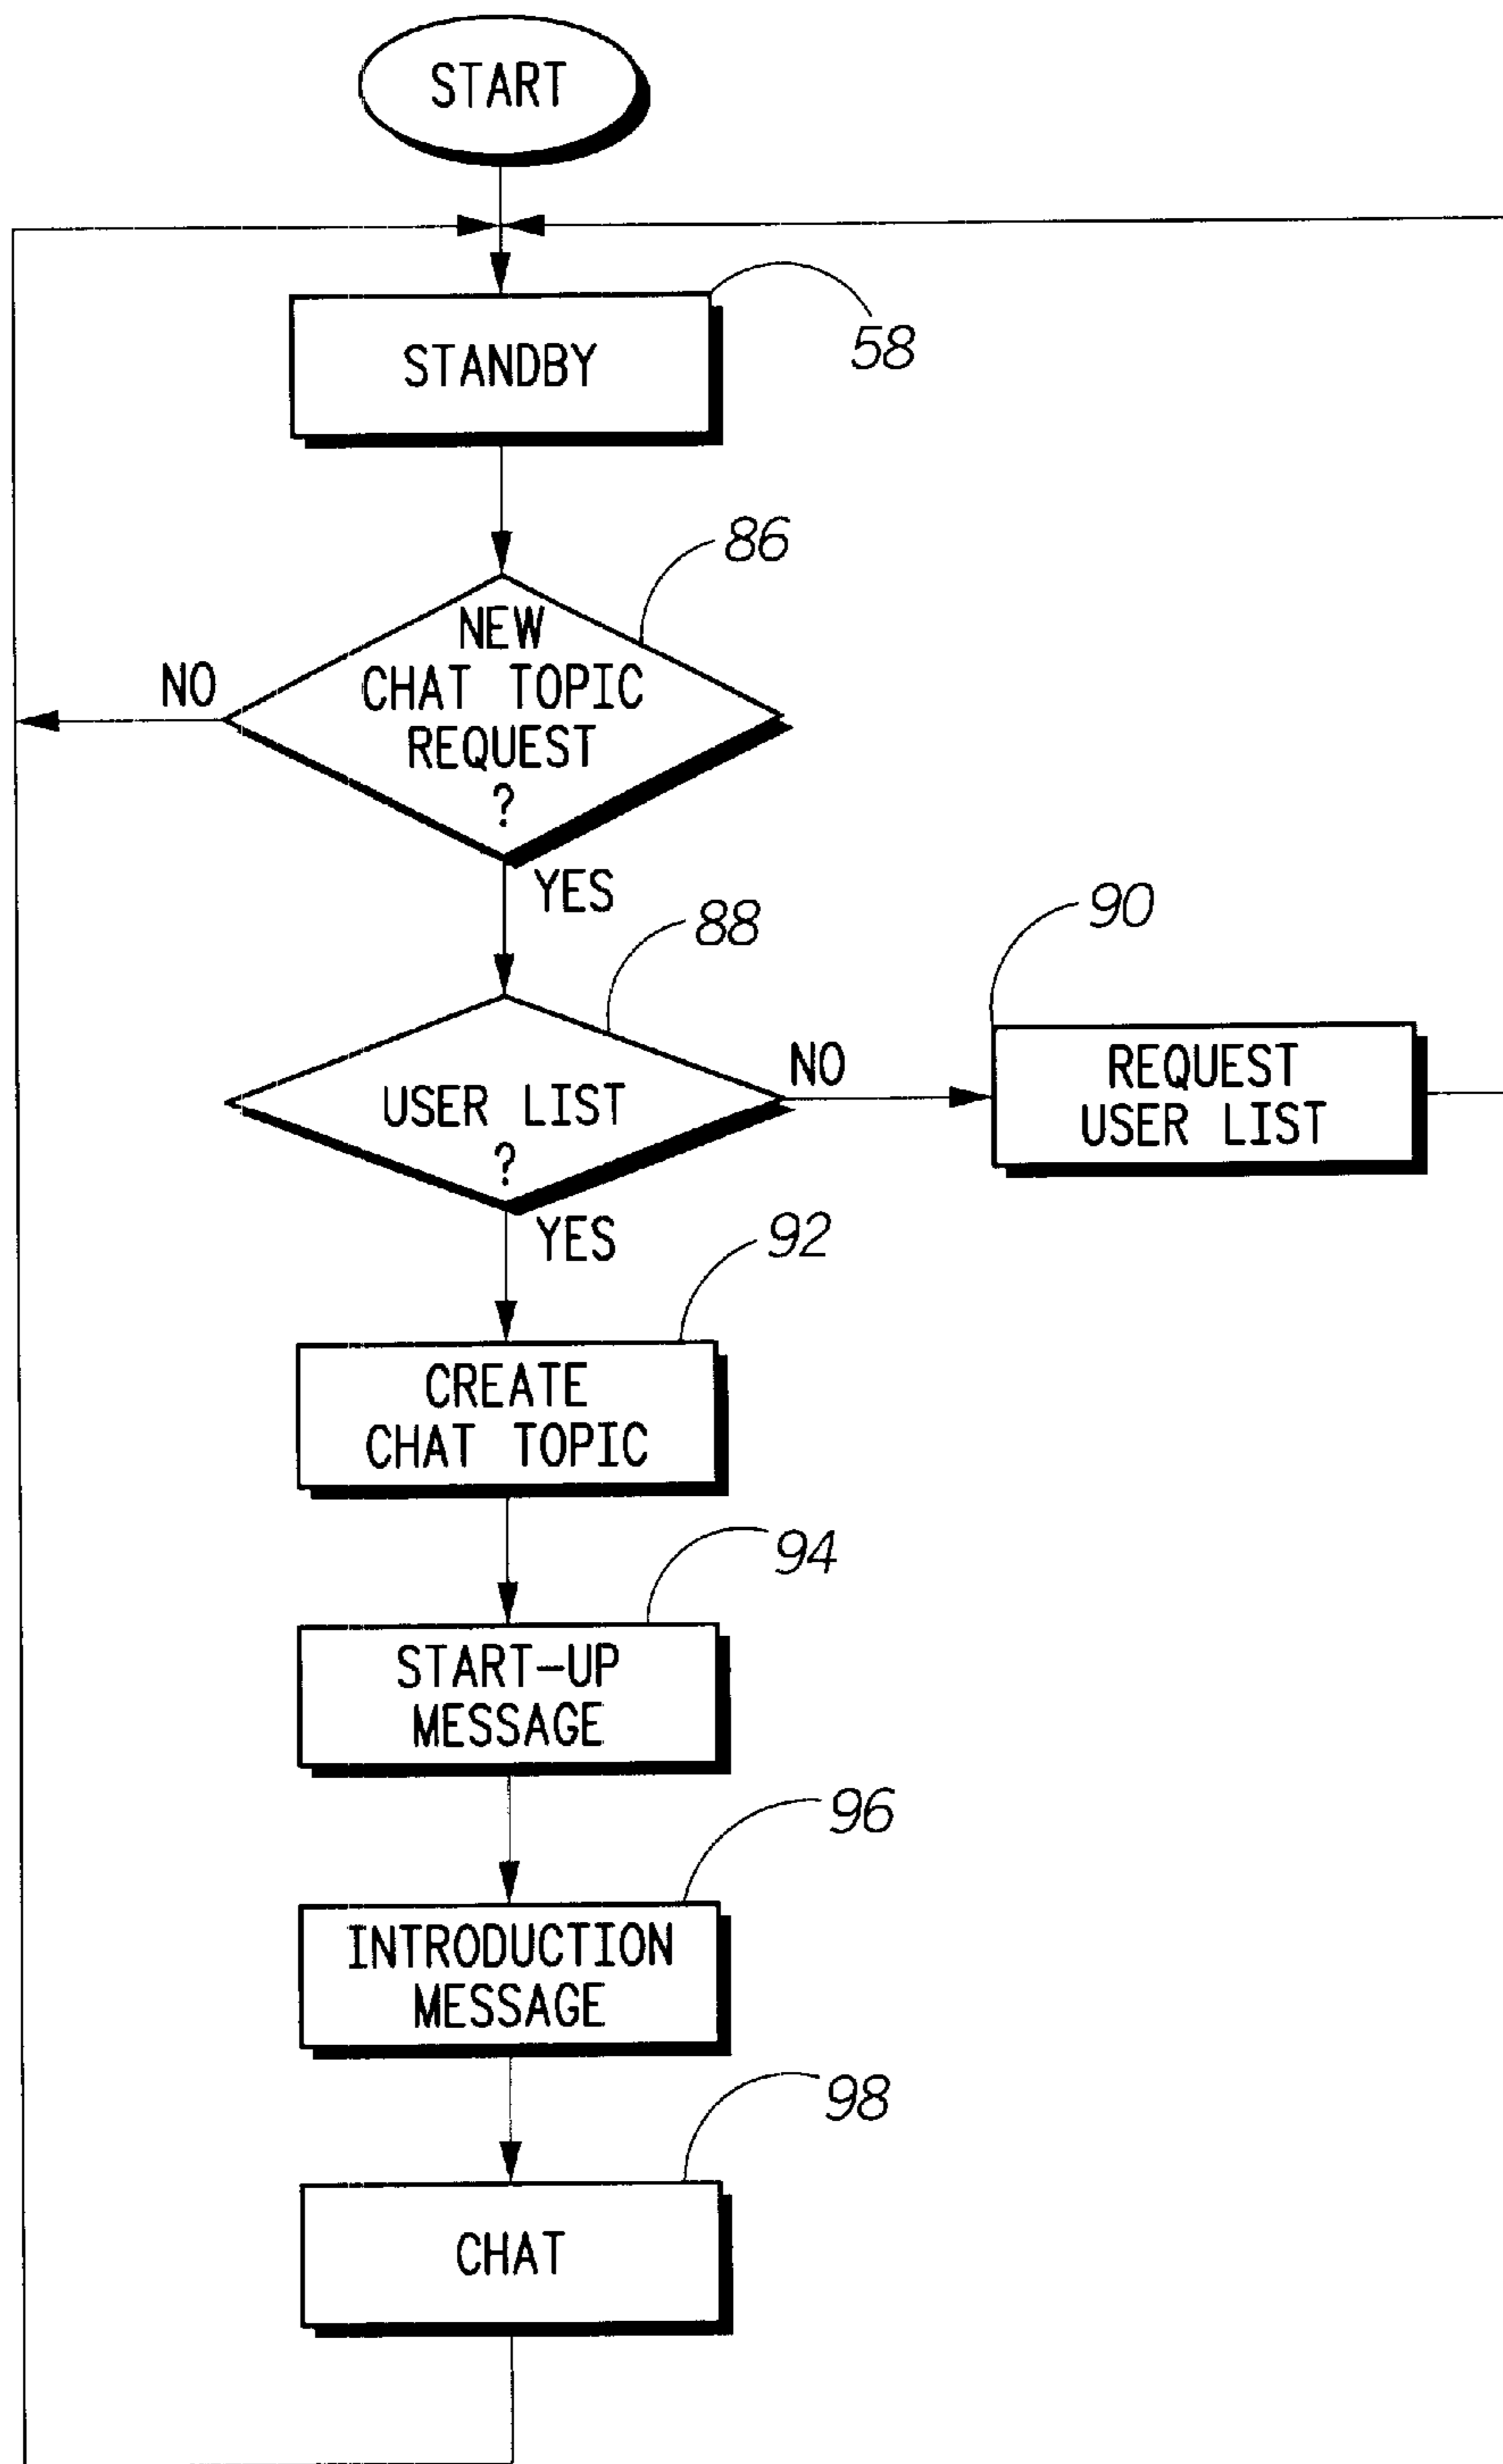 START
STANDBY
58
86
NEW
CHAT TOPIC
REQUEST
?
NO
YES
88
USER LIST
?
NO
90
REQUEST
USER LIST
YES
92
CREATE
CHAT TOPIC
94
START-UP
MESSAGE
96
INTRODUCTION
MESSAGE
98
CHAT